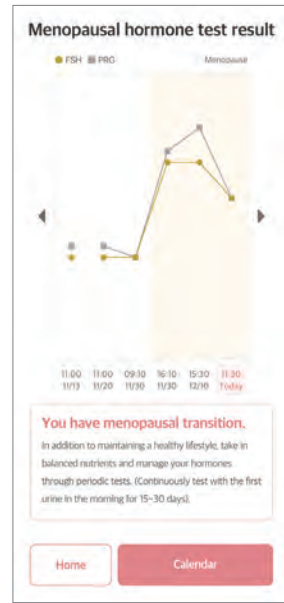 Menopausal hormone test result
FSH PRG Menopause
11:00 11:00 09:10 16:10 15:30 11:30
11/13 11/20 11/30 11/30 12/10 Today
You have menopausal transition.
In addition to maintaining a healthy lifestyle, take in
balanced nutrients and manage your hormones
through periodic tests. (Continuously test with the first
urine in the morning for 15~30 days).
Home Calendar